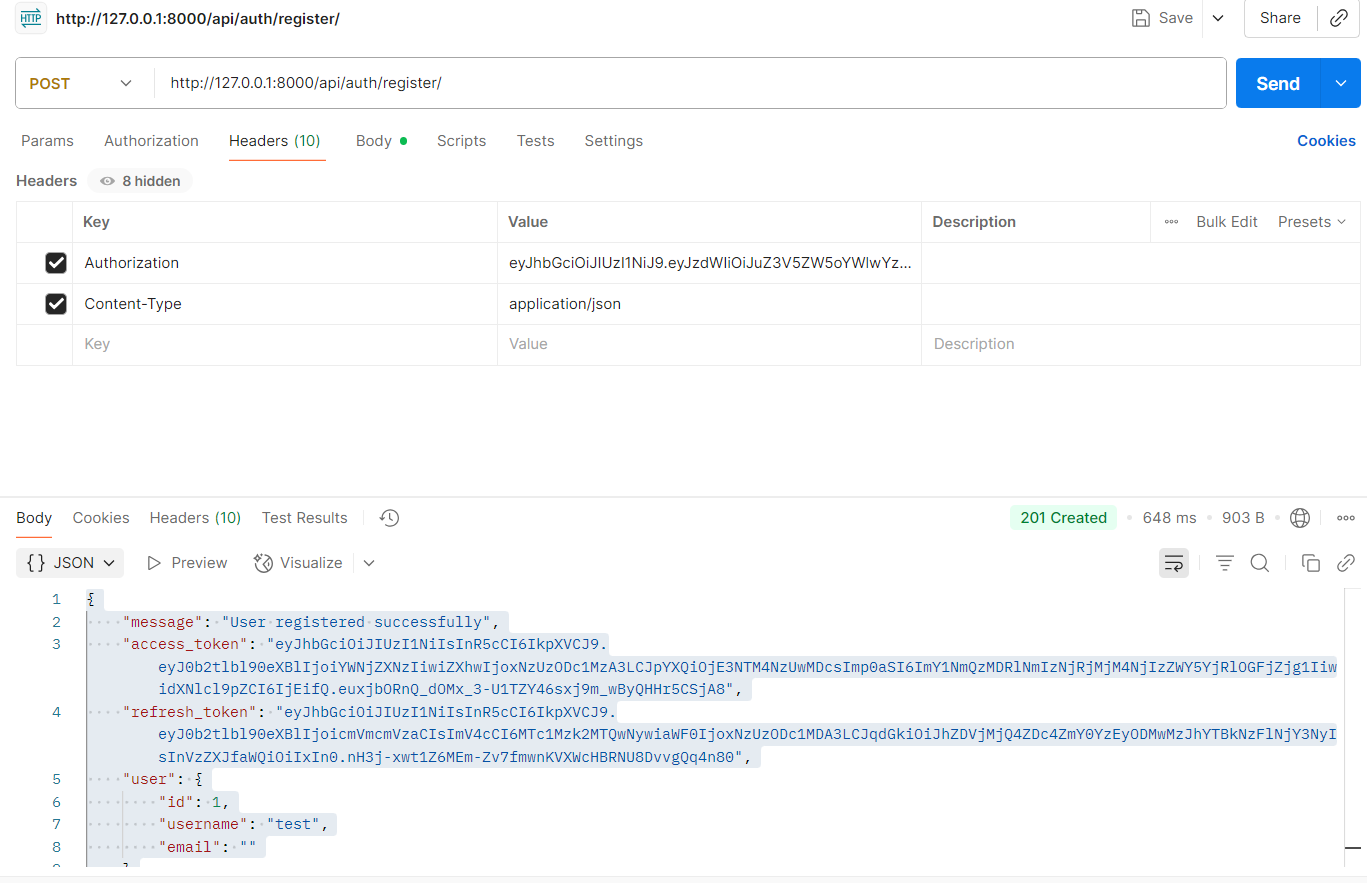 HTTP http://127.0.0.1:8000/api/auth/register/ Save Share
POST http://127.0.0.1:8000/api/auth/register/ Send
Params Authorization Headers (10) Body Scripts Tests Settings Cookies
Headers 8 hidden
Key Value Description Bulk Edit Presets
Authorization eyJhbGciOiJIUzI1NiJ9.eyJzdWIiOiJuZ3V5ZW5oYWlwYz...
Content-Type application/json
Key Value Description
Body Cookies Headers (10) Test Results 201 Created 648 ms 903 B
{} JSON Preview Visualize
1 {
2 "message": "User registered successfully",
3 "access_token": "eyJhbGciOiJIUzI1NiIsInR5cCI6IkpXVCJ9.
eyJ0b2tlbl90eXBlIjoiYWNjZXNzIiwiZXhwIjoxNzUzODc1MzA3LCJpYXQiOjE3NTM4NzUwMDcsImp0aSI6ImY1NmQzMDRlNmIzNjRjMjM4NjIzZWY5YjRlOGFjZjg1Iiw
idXNlcl9pZCI6IjEifQ.euxjbORnQ_dOMx_3-U1TZY46sxj9m_wByQHHr5CSjA8",
4 "refresh_token": "eyJhbGciOiJIUzI1NiIsInR5cCI6IkpXVCJ9.
eyJ0b2tlbl90eXBlIjoicmVmcmVzaCIsImV4cCI6MTc1Mzk2MTQwNywiaWF0IjoxNzUzODc1MDA3LCJqdGkiOiJhZDVjMjQ4ZDc4ZmY0YzEyODMwMzJhYTBkNzFlNjY3NyI
sInVzZXJfaWQiOiIxIn0.nH3j-xwt1Z6MEm-Zv7fmwnKVXWcHBRNU8DvvgQq4n80",
5 "user": {
6 "id": 1,
7 "username": "test",
8 "email": ""